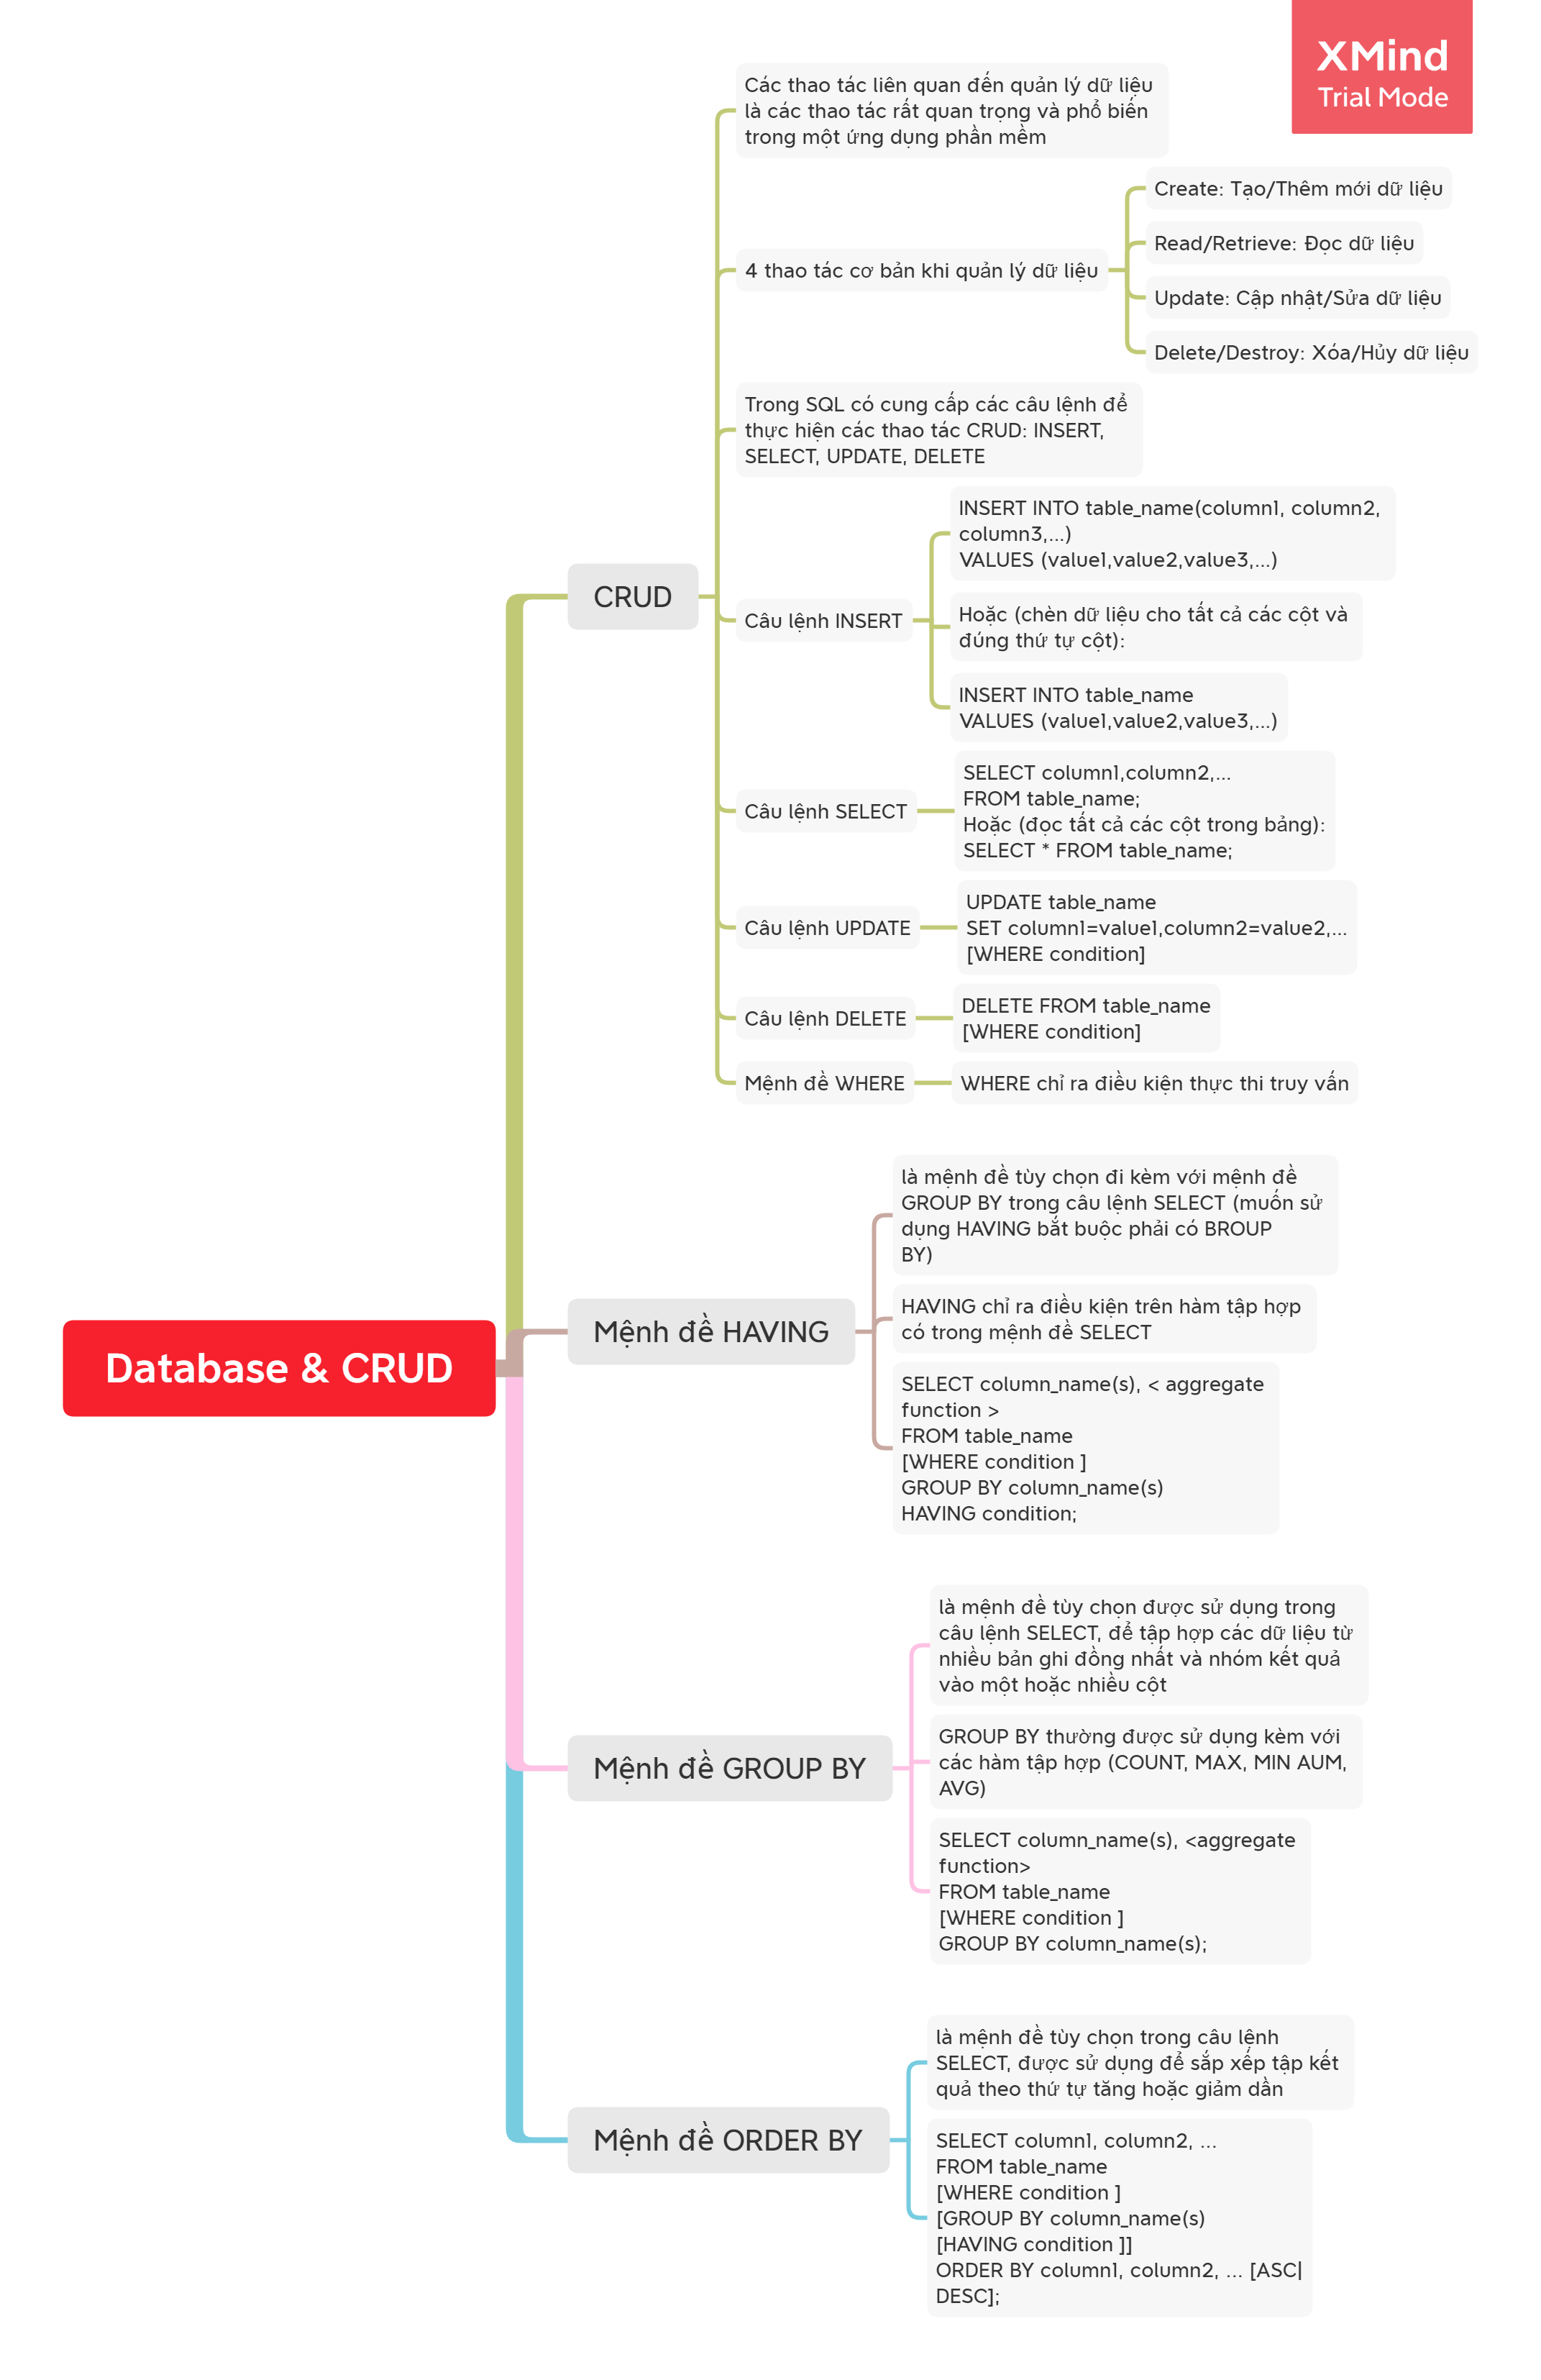 XMind
Trial Mode
Các thao tác liên quan đến quản lý dữ liệu
là các thao tác rất quan trọng và phổ biến
trong một ứng dụng phần mềm
4 thao tác cơ bản khi quản lý dữ liệu
Create: Tạo/Thêm mới dữ liệu
Read/Retrieve: Đọc dữ liệu
Update: Cập nhật/Sửa dữ liệu
Delete/Destroy: Xóa/Hủy dữ liệu
Trong SQL có cung cấp các câu lệnh để
thực hiện các thao tác CRUD: INSERT,
SELECT, UPDATE, DELETE
CRUD
Câu lệnh INSERT
INSERT INTO table_name(column1, column2,
column3,...)
VALUES (value1,value2,value3,...)
Hoặc (chèn dữ liệu cho tất cả các cột và
đúng thứ tự cột):
INSERT INTO table_name
VALUES (value1,value2,value3,...)
Câu lệnh SELECT
SELECT column1,column2,...
FROM table_name;
Hoặc (đọc tất cả các cột trong bảng):
SELECT * FROM table_name;
Câu lệnh UPDATE
UPDATE table_name
SET column1=value1,column2=value2,...
[WHERE condition]
Câu lệnh DELETE
DELETE FROM table_name
[WHERE condition]
Mệnh đề WHERE
WHERE chỉ ra điều kiện thực thi truy vấn
Database & CRUD
Mệnh đề HAVING
là mệnh đề tùy chọn đi kèm với mệnh đề
GROUP BY trong câu lệnh SELECT (muốn sử
dụng HAVING bắt buộc phải có BROUP
BY)
HAVING chỉ ra điều kiện trên hàm tập hợp
có trong mệnh đề SELECT
SELECT column_name(s), < aggregate
function >
FROM table_name
[WHERE condition ]
GROUP BY column_name(s)
HAVING condition;
Mệnh đề GROUP BY
là mệnh đề tùy chọn được sử dụng trong
câu lệnh SELECT, để tập hợp các dữ liệu từ
nhiều bản ghi đồng nhất và nhóm kết quả
vào một hoặc nhiều cột
GROUP BY thường được sử dụng kèm với
các hàm tập hợp (COUNT, MAX, MIN AUM,
AVG)
SELECT column_name(s), <aggregate
function>
FROM table_name
[WHERE condition ]
GROUP BY column_name(s);
Mệnh đề ORDER BY
là mệnh đề tùy chọn trong câu lệnh
SELECT, được sử dụng để sắp xếp tập kết
quả theo thứ tự tăng hoặc giảm dần
SELECT column1, column2, ...
FROM table_name
[WHERE condition ]
[GROUP BY column_name(s)
[HAVING condition ]]
ORDER BY column1, column2, ... [ASC|
DESC];